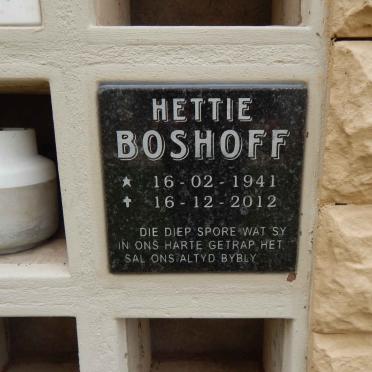 HETTIE
BOSHOFF
★ 16-02-1941
✝ 16-12-2012
DIE DIEP SPORE WAT SY
IN ONS HARTE GETRAP HET
SAL ONS ALTYD BYBLY